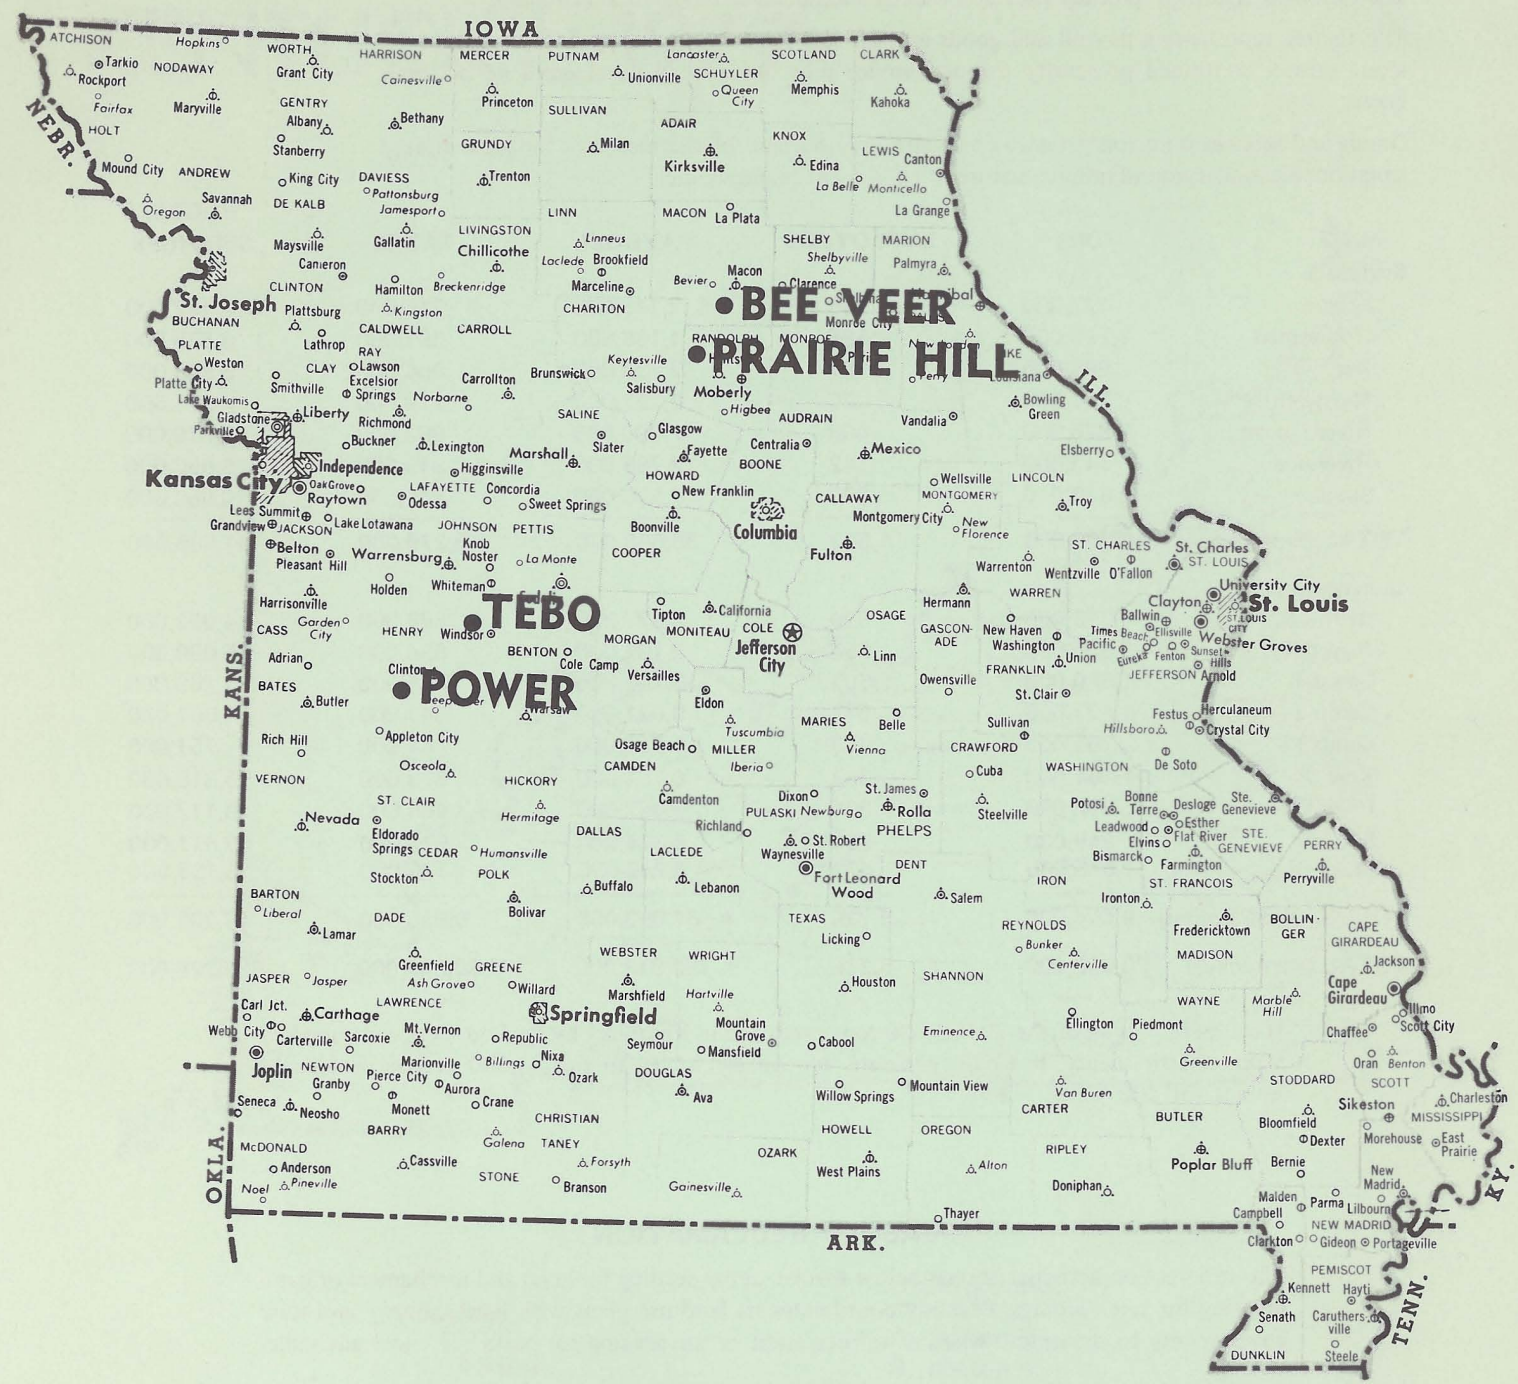 IOWA
ATCHISON
Hopkins
WORTH
HARRISON
MERCER
PUTNAM
Lancaster
SCOTLAND
CLARK
Tarkio
NODAWAY
Grant City
Cainesville
Unionville
SCHUYLER
Rockport
Queen
City
Memphis
Kahoka
Fairfax
Maryville
GENTRY
Albany
Bethany
Princeton
SULLIVAN
ADAIR
KNOX
NEBR.
HOLT
Stanberry
GRUNDY
Milan
Kirksville
Edina
LEWIS
Canton
Mound City
ANDREW
King City
DAVIESS
Trenton
La Belle
Monticello
Oregon
Savannah
DE KALB
Pattonsburg
Jamesport
LINN
MACON
La Plata
La Grange
Maysville
Gallatin
LIVINGSTON
Chillicothe
Linneus
SHELBY
MARION
Cameron
Laclede
Brookfield
Shelbyville
Palmyra
CLINTON
Hamilton
Breckenridge
Marceline
Bevier
Macon
Clarence
St. Joseph
Plattsburg
Kingston
CHARITON
BEE VEER
Monroe City
BUCHANAN
Lathrop
CALDWELL
CARROLL
RANDOLPH
MONROE
PLATTE
RAY
Keytesville
PRAIRIE HILL
Weston
CLAY
Lawson
Platte City
Smithville
Excelsior
Springs
Carrollton
Brunswick
Salisbury
Moberly
Perry
Louisiana
ILL.
Lake Waukomis
Norborne
Higbee
Bowling
Green
Gladstone
Liberty
Richmond
SALINE
AUDRAIN
Vandalia
Parkville
Buckner
Lexington
Marshall
Slater
Glasgow
Fayette
Centralia
Mexico
Elsberry
Kansas City
Independence
Higginsville
HOWARD
BOONE
Oak Grove
Raytown
LAFAYETTE
Concordia
New Franklin
Wellsville
LINCOLN
Odessa
Sweet Springs
CALLAWAY
MONTGOMERY
Troy
Lees Summit
Grandview
JACKSON
Lake Lotawana
JOHNSON
PETTIS
Boonville
Columbia
Montgomery City
New
Florence
Belton
Pleasant Hill
Warrensburg
Knob
Noster
La Monte
COOPER
Fulton
Warrenton
ST. CHARLES
St. Charles
Wentzville
O'Fallon
ST. LOUIS
Holden
Whiteman
Harrisonville
Hermann
WARREN
University City
Garden
City
TEBO
Tipton
California
OSAGE
Clayton
St. Louis
ST. LOUIS
CITY
CASS
HENRY
Windsor
MORGAN
MONITEAU
COLE
Jefferson
City
GASCON-
ADE
New Haven
Washington
Ballwin
Times Beach
Ellisville
Webster Groves
Pacific
Eureka
Fenton
Sunset
Hills
KANS.
Adrian
Clinton
BENTON
Cole Camp
Versailles
Linn
FRANKLIN
Union
JEFFERSON
Arnold
BATES
Butler
POWER
Warsaw
Eldon
Owensville
St. Clair
Rich Hill
Appleton City
Tuscumbia
MARIES
Belle
Sullivan
Festus
Herculaneum
Hillsboro
Crystal City
Osage Beach
MILLER
Vienna
CRAWFORD
VERNON
Osceola
HICKORY
CAMDEN
Iberia
Cuba
WASHINGTON
De Soto
ST. CLAIR
Hermitage
Camdenton
Dixon
St. James
Steelville
Potosi
Bonne
Terre
Desloge
Ste.
Genevieve
Nevada
Eldorado
Springs
DALLAS
Richland
PULASKI
Newburg
Rolla
PHELPS
Leadwood
Esther
Flat River
Elvins
STE.
GENEVIEVE
PERRY
CEDAR
Humansville
LACLEDE
St. Robert
Waynesville
Bismarck
Farmington
Stockton
POLK
Buffalo
Lebanon
Fort Leonard
Wood
DENT
IRON
ST. FRANCOIS
Perryville
BARTON
Liberal
Bolivar
Salem
Ironton
DADE
TEXAS
REYNOLDS
Fredericktown
BOLLIN-
GER
CAPE
GIRARDEAU
Lamar
Licking
Bunker
Centerville
MADISON
Greenfield
WEBSTER
WRIGHT
Jackson
JASPER
Jasper
Ash Grove
GREENE
Willard
Marshfield
Hartville
Houston
SHANNON
Cape
Girardeau
Carl Jct.
Carthage
LAWRENCE
Springfield
WAYNE
Marble
Hill
Illmo
Webb City
Carterville
Sarcoxie
Mt. Vernon
Republic
Seymour
Mountain
Grove
Eminence
Ellington
Piedmont
Chaffee
Scott City
Joplin
NEWTON
Marionville
Billings
Nixa
Mansfield
Cabool
Greenville
Oran
Benton
Granby
Pierce City
Aurora
Ozark
DOUGLAS
Willow Springs
Mountain View
Van Buren
STODDARD
SCOTT
Seneca
Neosho
Monett
Crane
Ava
CARTER
BUTLER
Sikeston
Charleston
CHRISTIAN
Bloomfield
MISSISSIPPI
OKLA.
McDONALD
BARRY
Galena
TANEY
OZARK
HOWELL
OREGON
RIPLEY
Dexter
Morehouse
East
Prairie
Anderson
Cassville
Forsyth
West Plains
Alton
Poplar Bluff
Bernie
Noel
Pineville
STONE
Branson
Gainesville
Doniphan
New
Madrid
KY.
Thayer
Malden
Parma
Lilbourn
Campbell
NEW MADRID
ARK.
Clarkton
Gideon
Portageville
PEMISCOT
Kennett
Hayti
TENN.
Senath
Caruthers-
ville
DUNKLIN
Steele